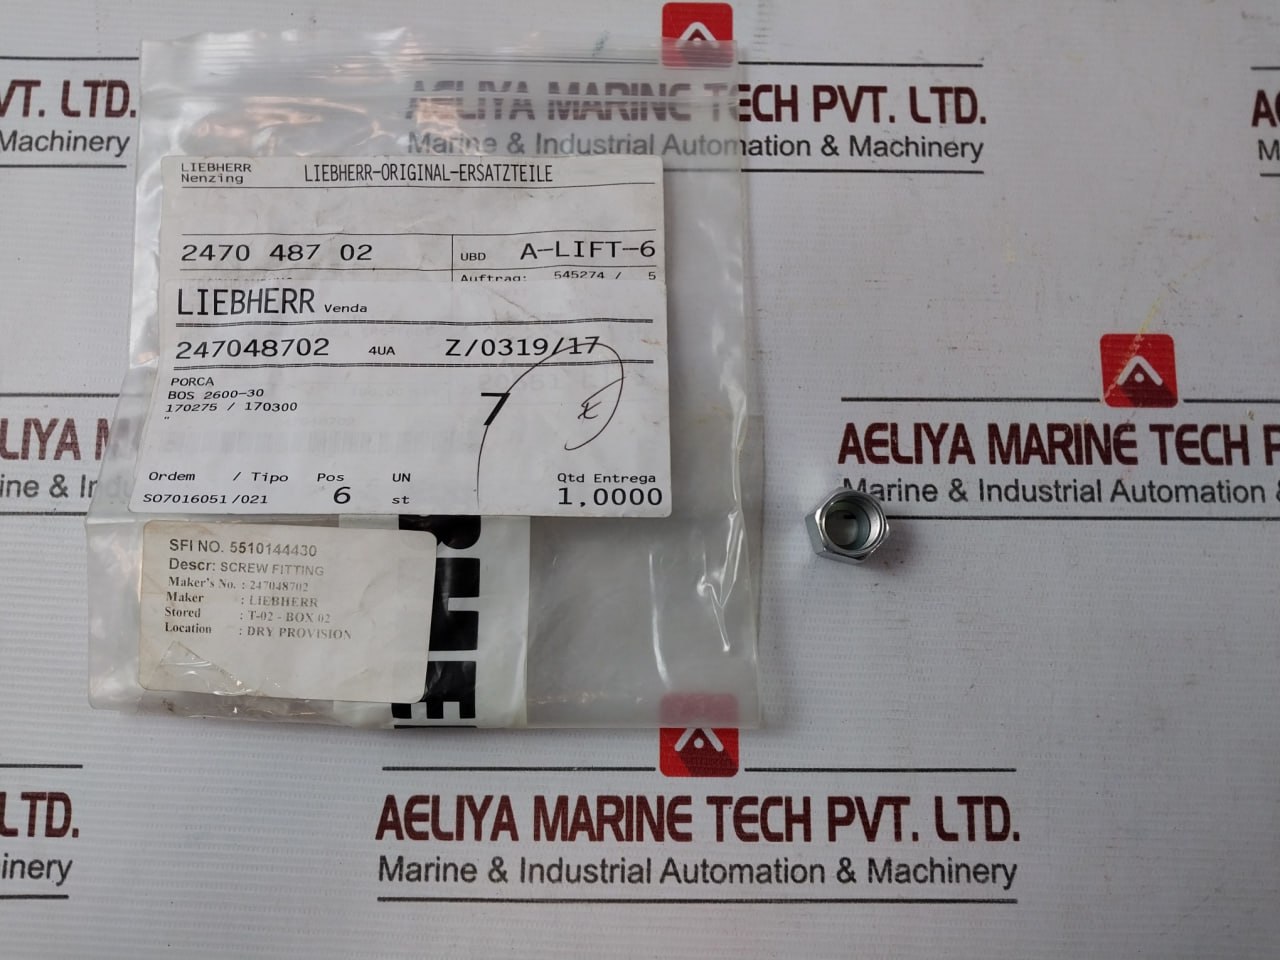 VT. LTD.
Machinery
AELIYA MARINE TECH PVT. LTD.
Marine & Industrial Automation & Machinery
LIEBHERR
Nenzing
LIEBHERR-ORIGINAL-ERSATZTEILE
2470 487 02
UBD A-LIFT-6
Auftrag: 545274 / 5
LIEBHERR Venda
247048702 4UA Z/0319/17
PORCA
BOS 2600-30
170275 / 170300
"
7
Ordem / Tipo Pos UN Qtd Entrega
S07016051 /021 6 st 1,0000
SFI NO. 5510144430
Descr: SCREW FITTING
Maker's No. : 247048702
Maker : LIEBHERR
Stored : T-02 - BOX 02
Location : DRY PROVISION
AELIYA MARINE TECH P
Marine & Industrial Automation &
LIYA M
ine & In
LTD.
inery
AELIYA MARINE TECH PVT. LTD.
Marine & Industrial Automation & Machinery